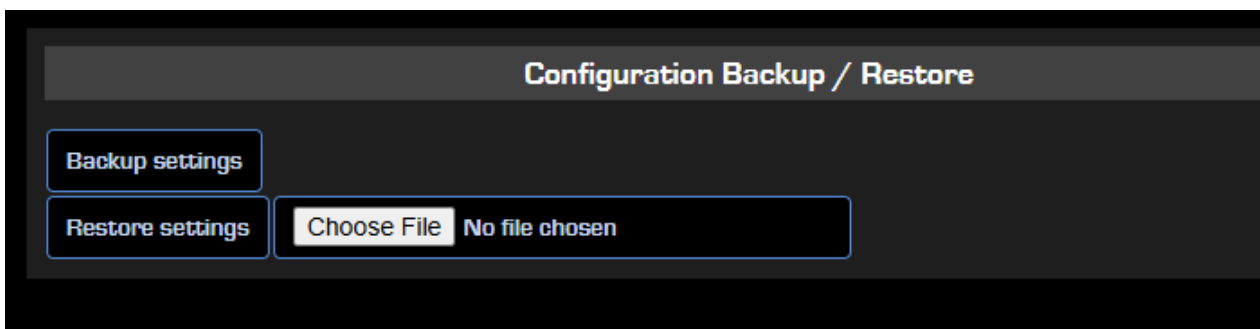 Configuration Backup / Restore
Backup settings
Restore settings Choose File No file chosen